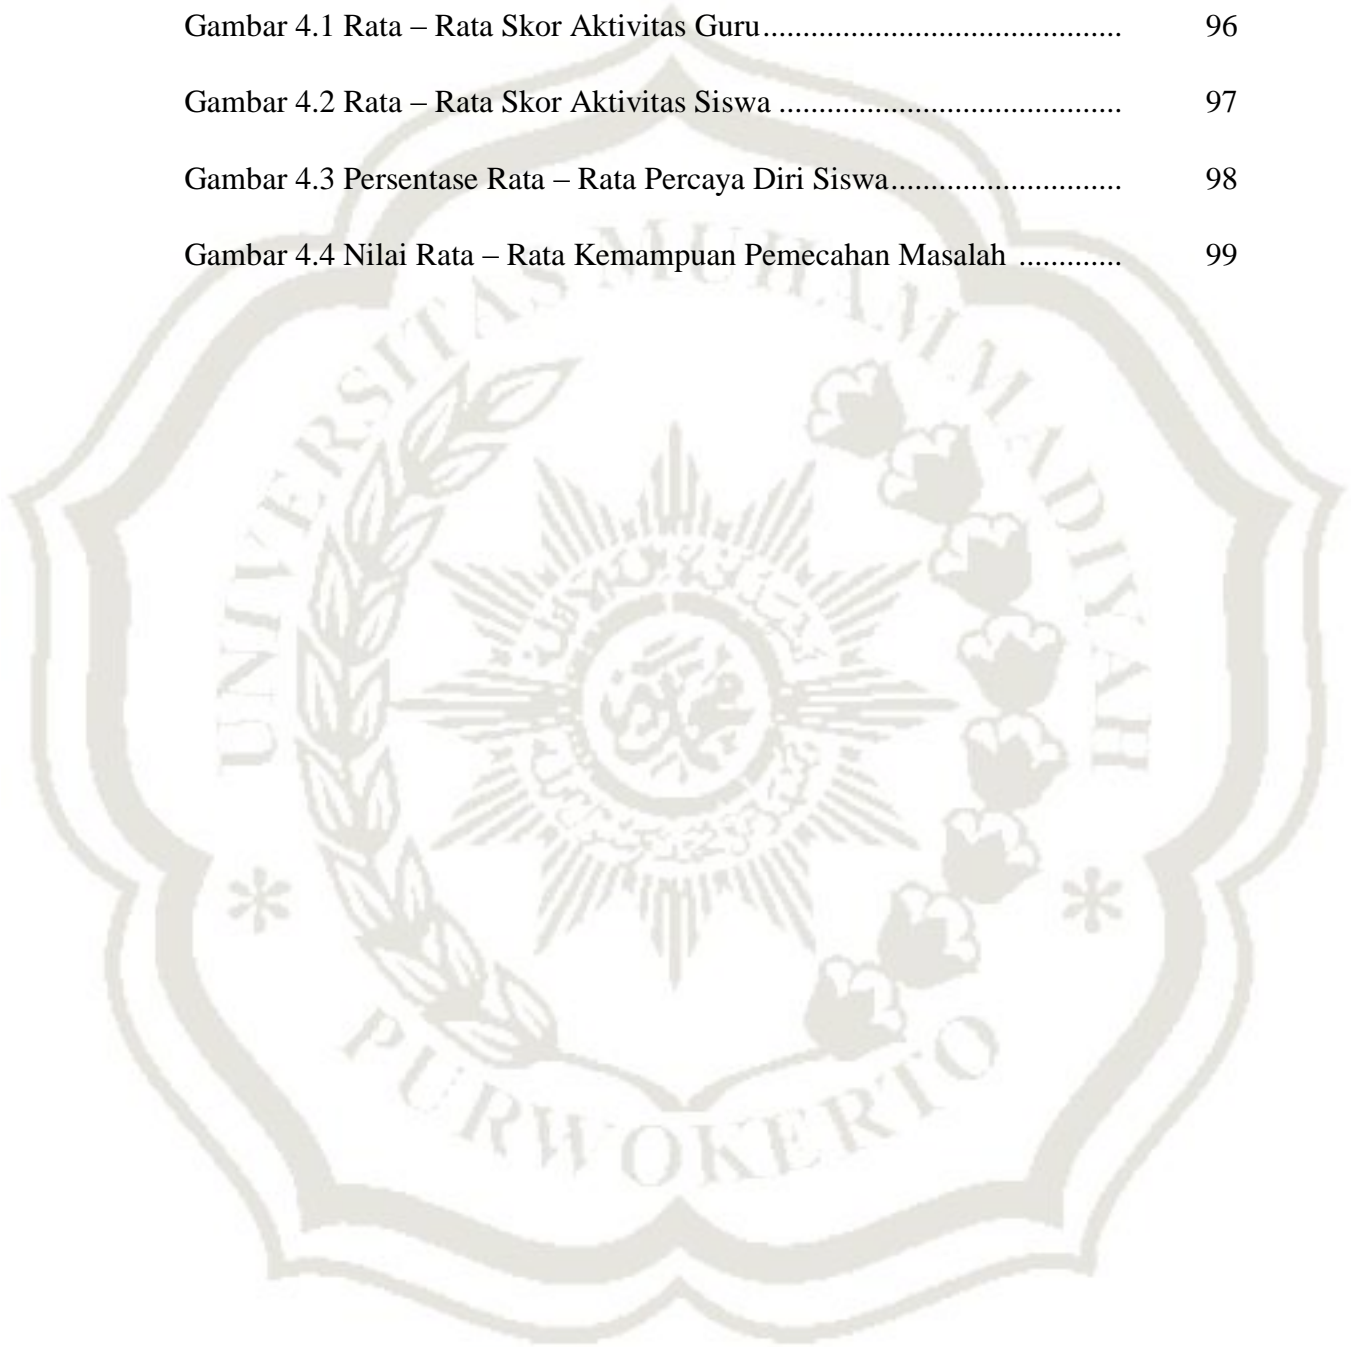 Gambar 4.1 Rata – Rata Skor Aktivitas Guru............................................. 96
Gambar 4.2 Rata – Rata Skor Aktivitas Siswa ........................................... 97
Gambar 4.3 Persentase Rata – Rata Percaya Diri Siswa............................. 98
Gambar 4.4 Nilai Rata – Rata Kemampuan Pemecahan Masalah ............. 99
UNIVERSITAS MUHAMMADIYAH
PURWOKERTO